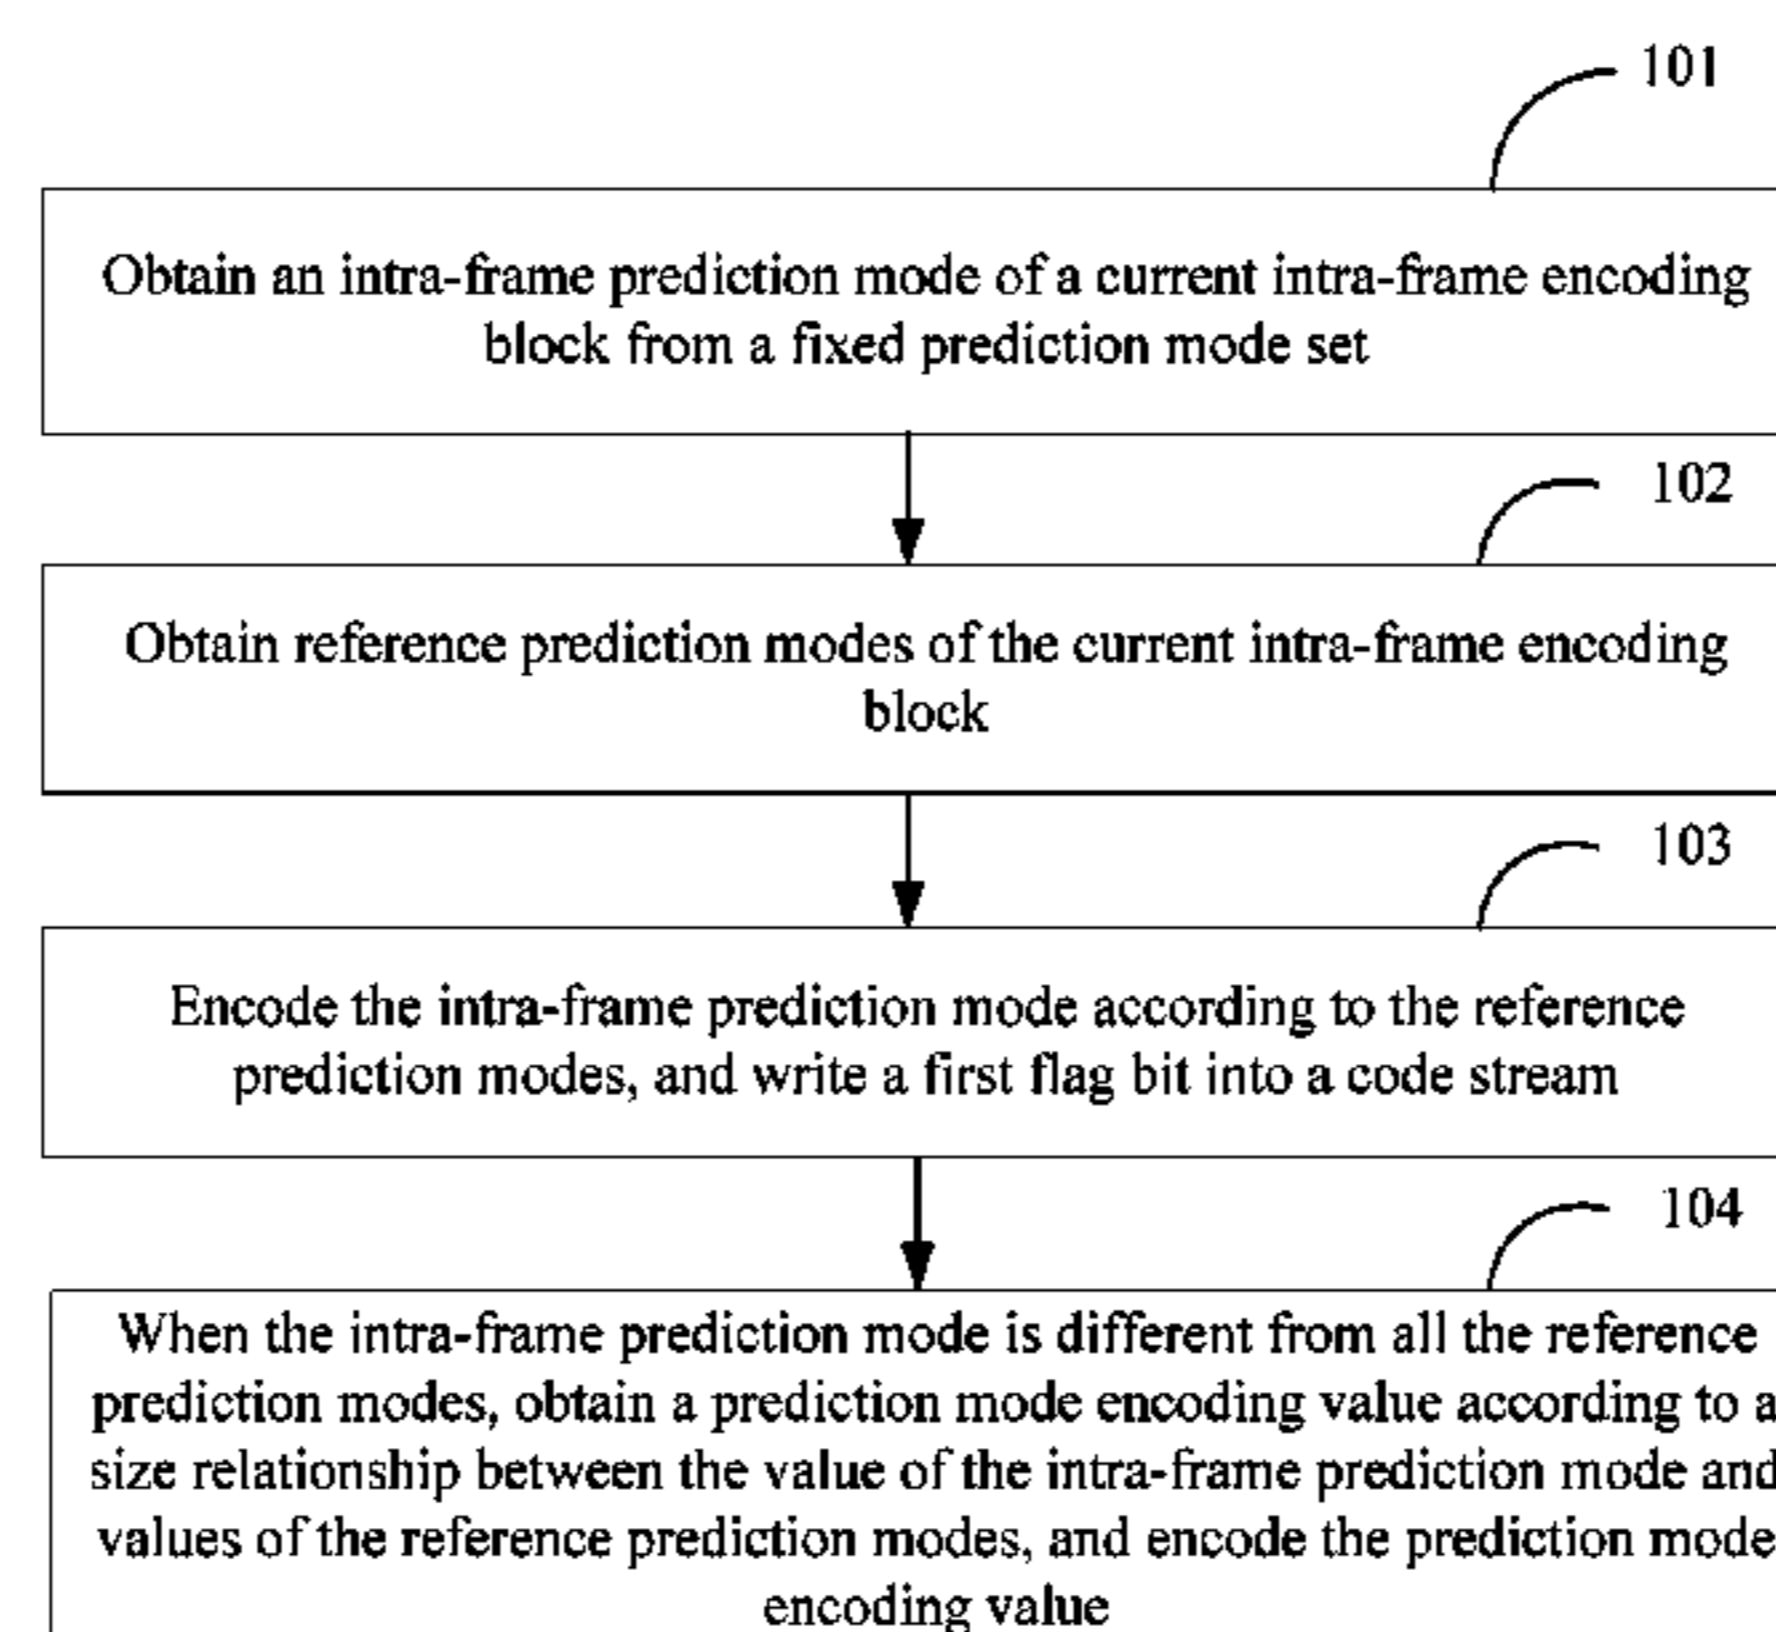 101
Obtain an intra-frame prediction mode of a current intra-frame encoding
block from a fixed prediction mode set
102
Obtain reference prediction modes of the current intra-frame encoding
block
103
Encode the intra-frame prediction mode according to the reference
prediction modes, and write a first flag bit into a code stream
104
When the intra-frame prediction mode is different from all the reference
prediction modes, obtain a prediction mode encoding value according to a
size relationship between the value of the intra-frame prediction mode and
values of the reference prediction modes, and encode the prediction mode
encoding value